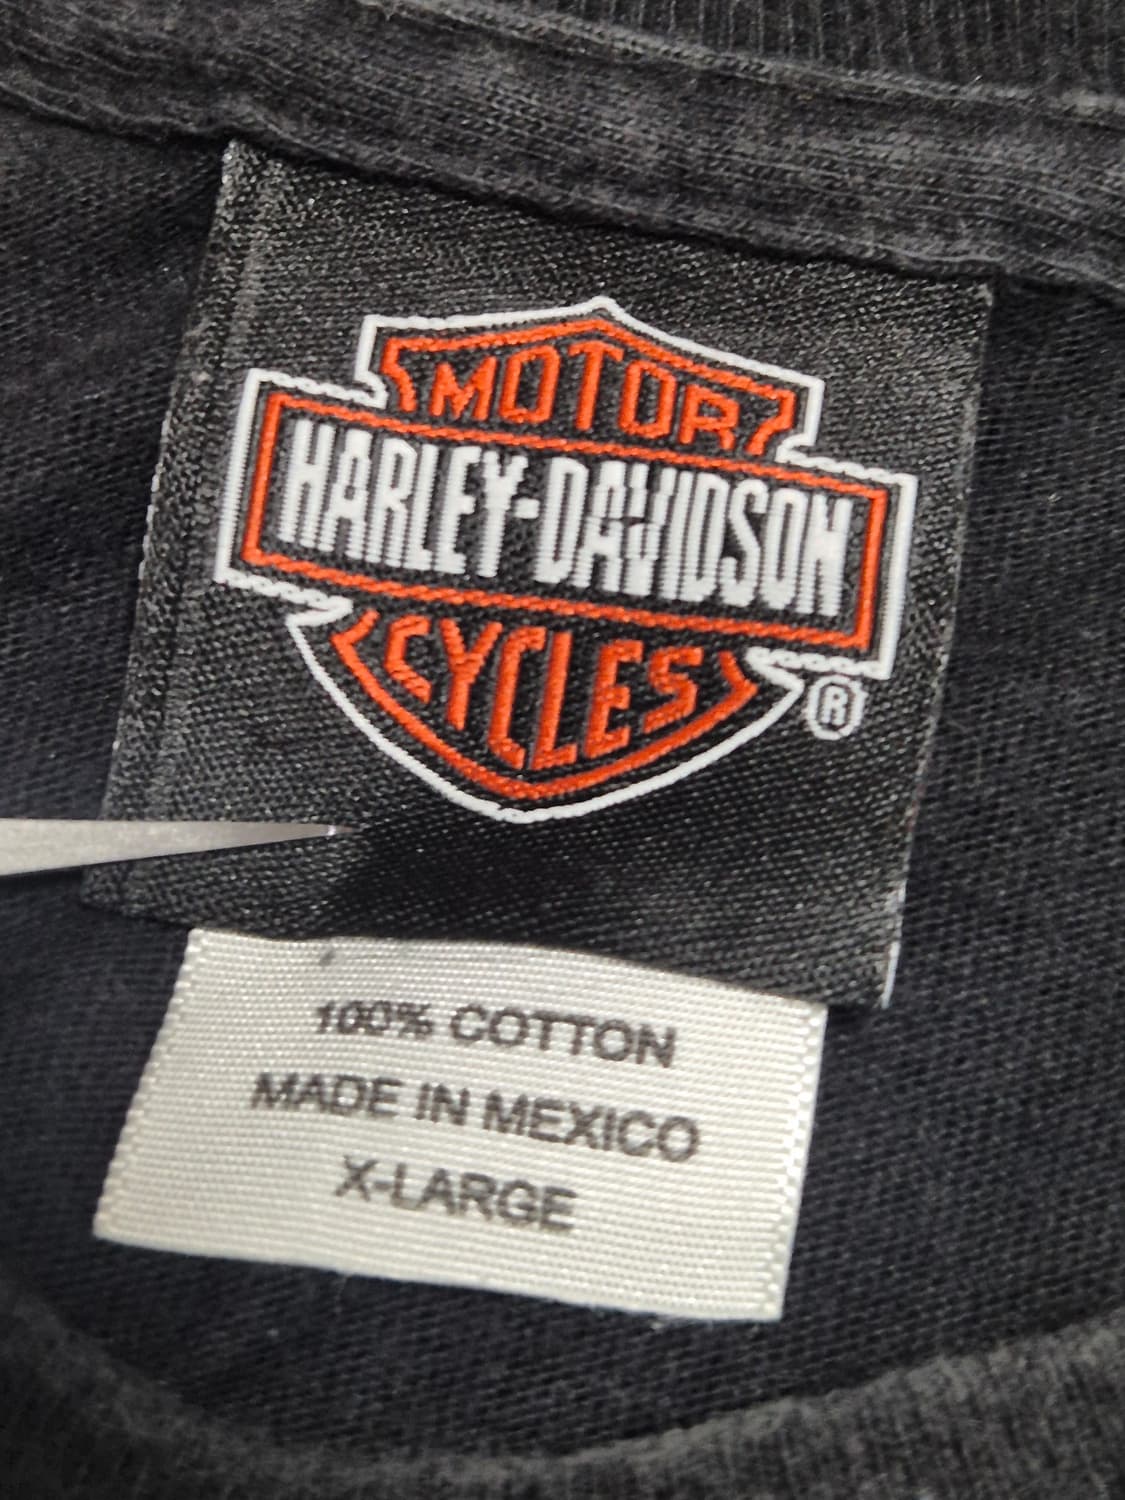 MOTOR
HARLEY-DAVIDSON
CYCLES
®
100% COTTON
MADE IN MEXICO
X-LARGE